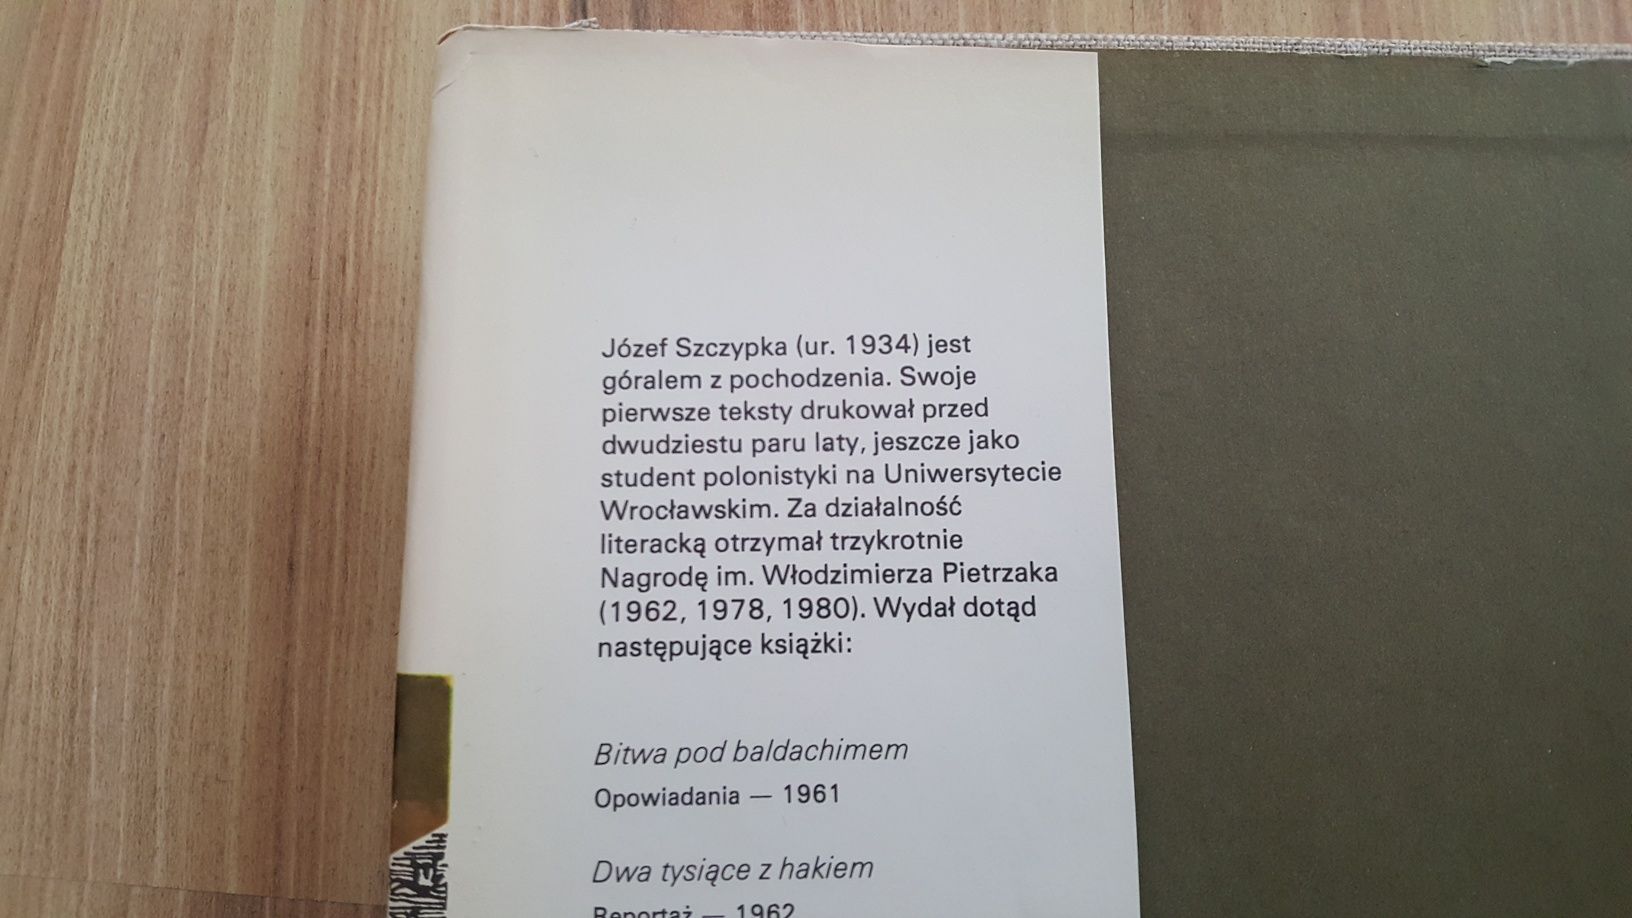 Józef Szczypka (ur. 1934) jest
góralem z pochodzenia. Swoje
pierwsze teksty drukował przed
dwudziestu paru laty, jeszcze jako
student polonistyki na Uniwersytecie
Wrocławskim. Za działalność
literacką otrzymał trzykrotnie
Nagrodę im. Włodzimierza Pietrzaka
(1962, 1978, 1980). Wydał dotąd
następujące książki:
Bitwa pod baldachimem
Opowiadania — 1961
Dwa tysiące z hakiem
Reportaż — 1962